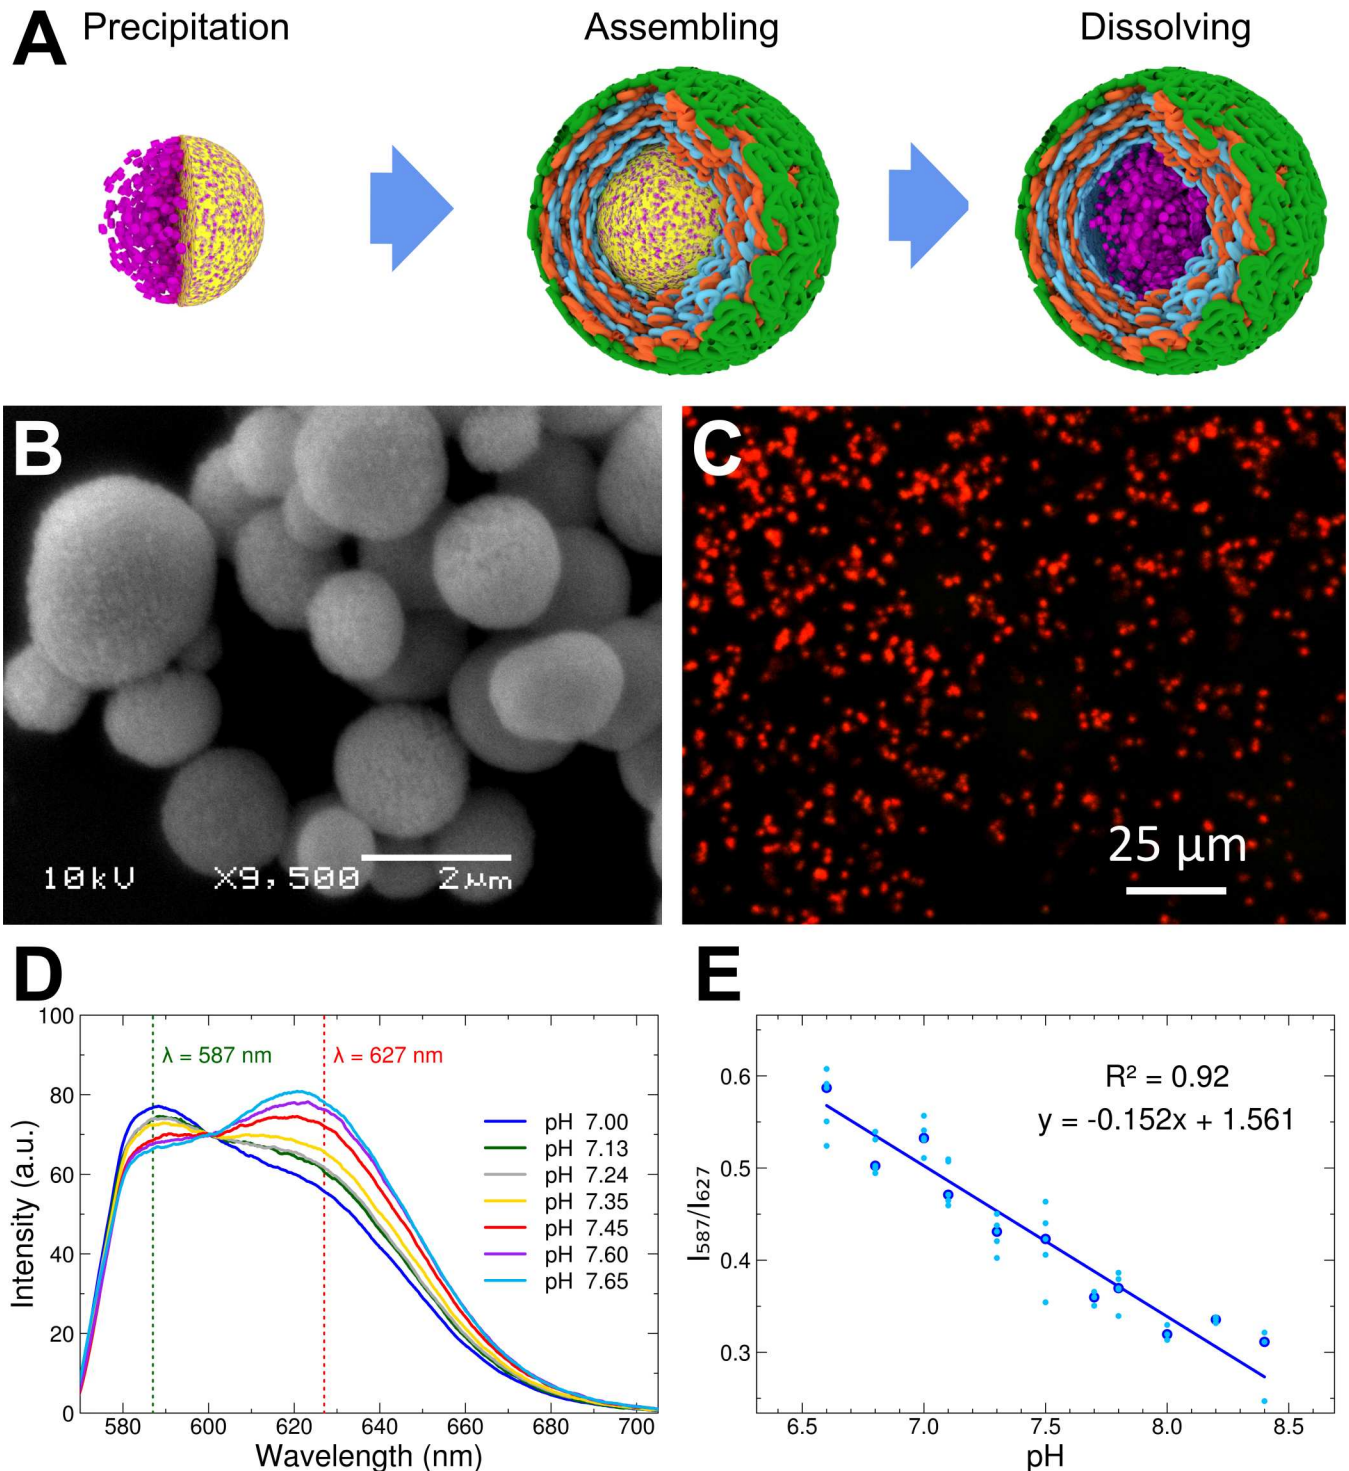 A
Precipitation
Assembling
Dissolving
B
10kV X9,500 2μm
C
25 μm
D
Intensity (a.u.)
100
80
60
40
20
0
λ = 587 nm
λ = 627 nm
pH 7.00
pH 7.13
pH 7.24
pH 7.35
pH 7.45
pH 7.60
pH 7.65
580 600 620 640 660 680 700
Wavelength (nm)
E
I₅₈₇/I₆₂₇
0.6
0.5
0.4
0.3
R² = 0.92
y = -0.152x + 1.561
6.5 7.0 7.5 8.0 8.5
pH